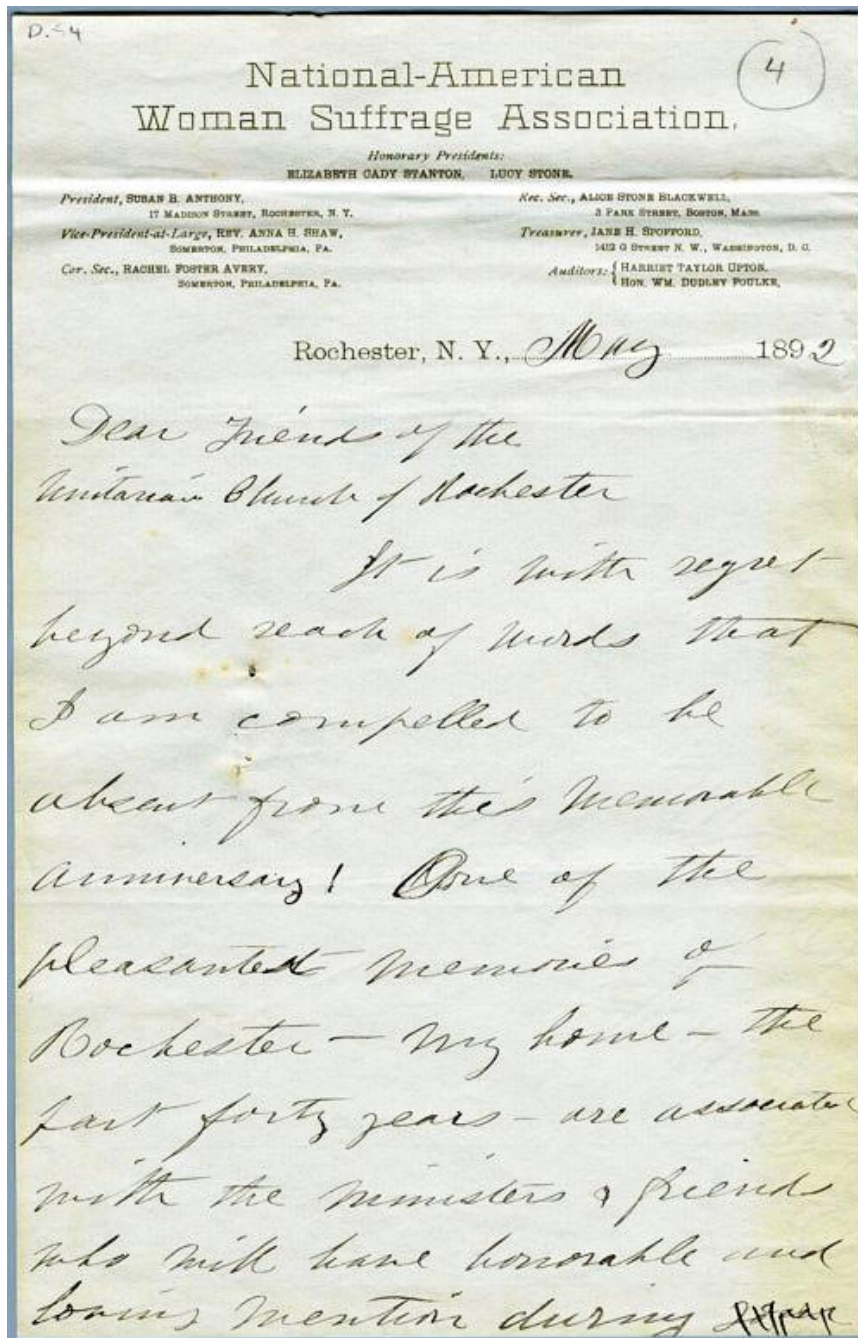 D.54
4
National-American
Woman Suffrage Association.
Honorary Presidents:
ELIZABETH CADY STANTON, LUCY STONE.
President, SUSAN B. ANTHONY,
17 MADISON STREET, ROCHESTER, N. Y.
Vice-President-at-Large, REV. ANNA H. SHAW,
SOMERTON, PHILADELPHIA, PA.
Cor. Sec., RACHEL FOSTER AVERY,
SOMERTON, PHILADELPHIA, PA.
Rec. Sec., ALICE STONE BLACKWELL,
3 PARK STREET, BOSTON, MASS.
Treasurer, JANE H. SPOFFORD,
1412 G STREET N. W., WASHINGTON, D. C.
Auditors: { HARRIET TAYLOR UPTON,
HON. WM. DUDLEY FOULKE,
Rochester, N. Y., May 1892
Dear Friends of the
Unitarian Church of Rochester
It is with regret
beyond reach of words that
I am compelled to be
absent from this memorable
anniversary! One of the
pleasantest memories of
Rochester – my home – the
past forty years – are associated
with the ministers & friends
who will have honorable and
loving mention during